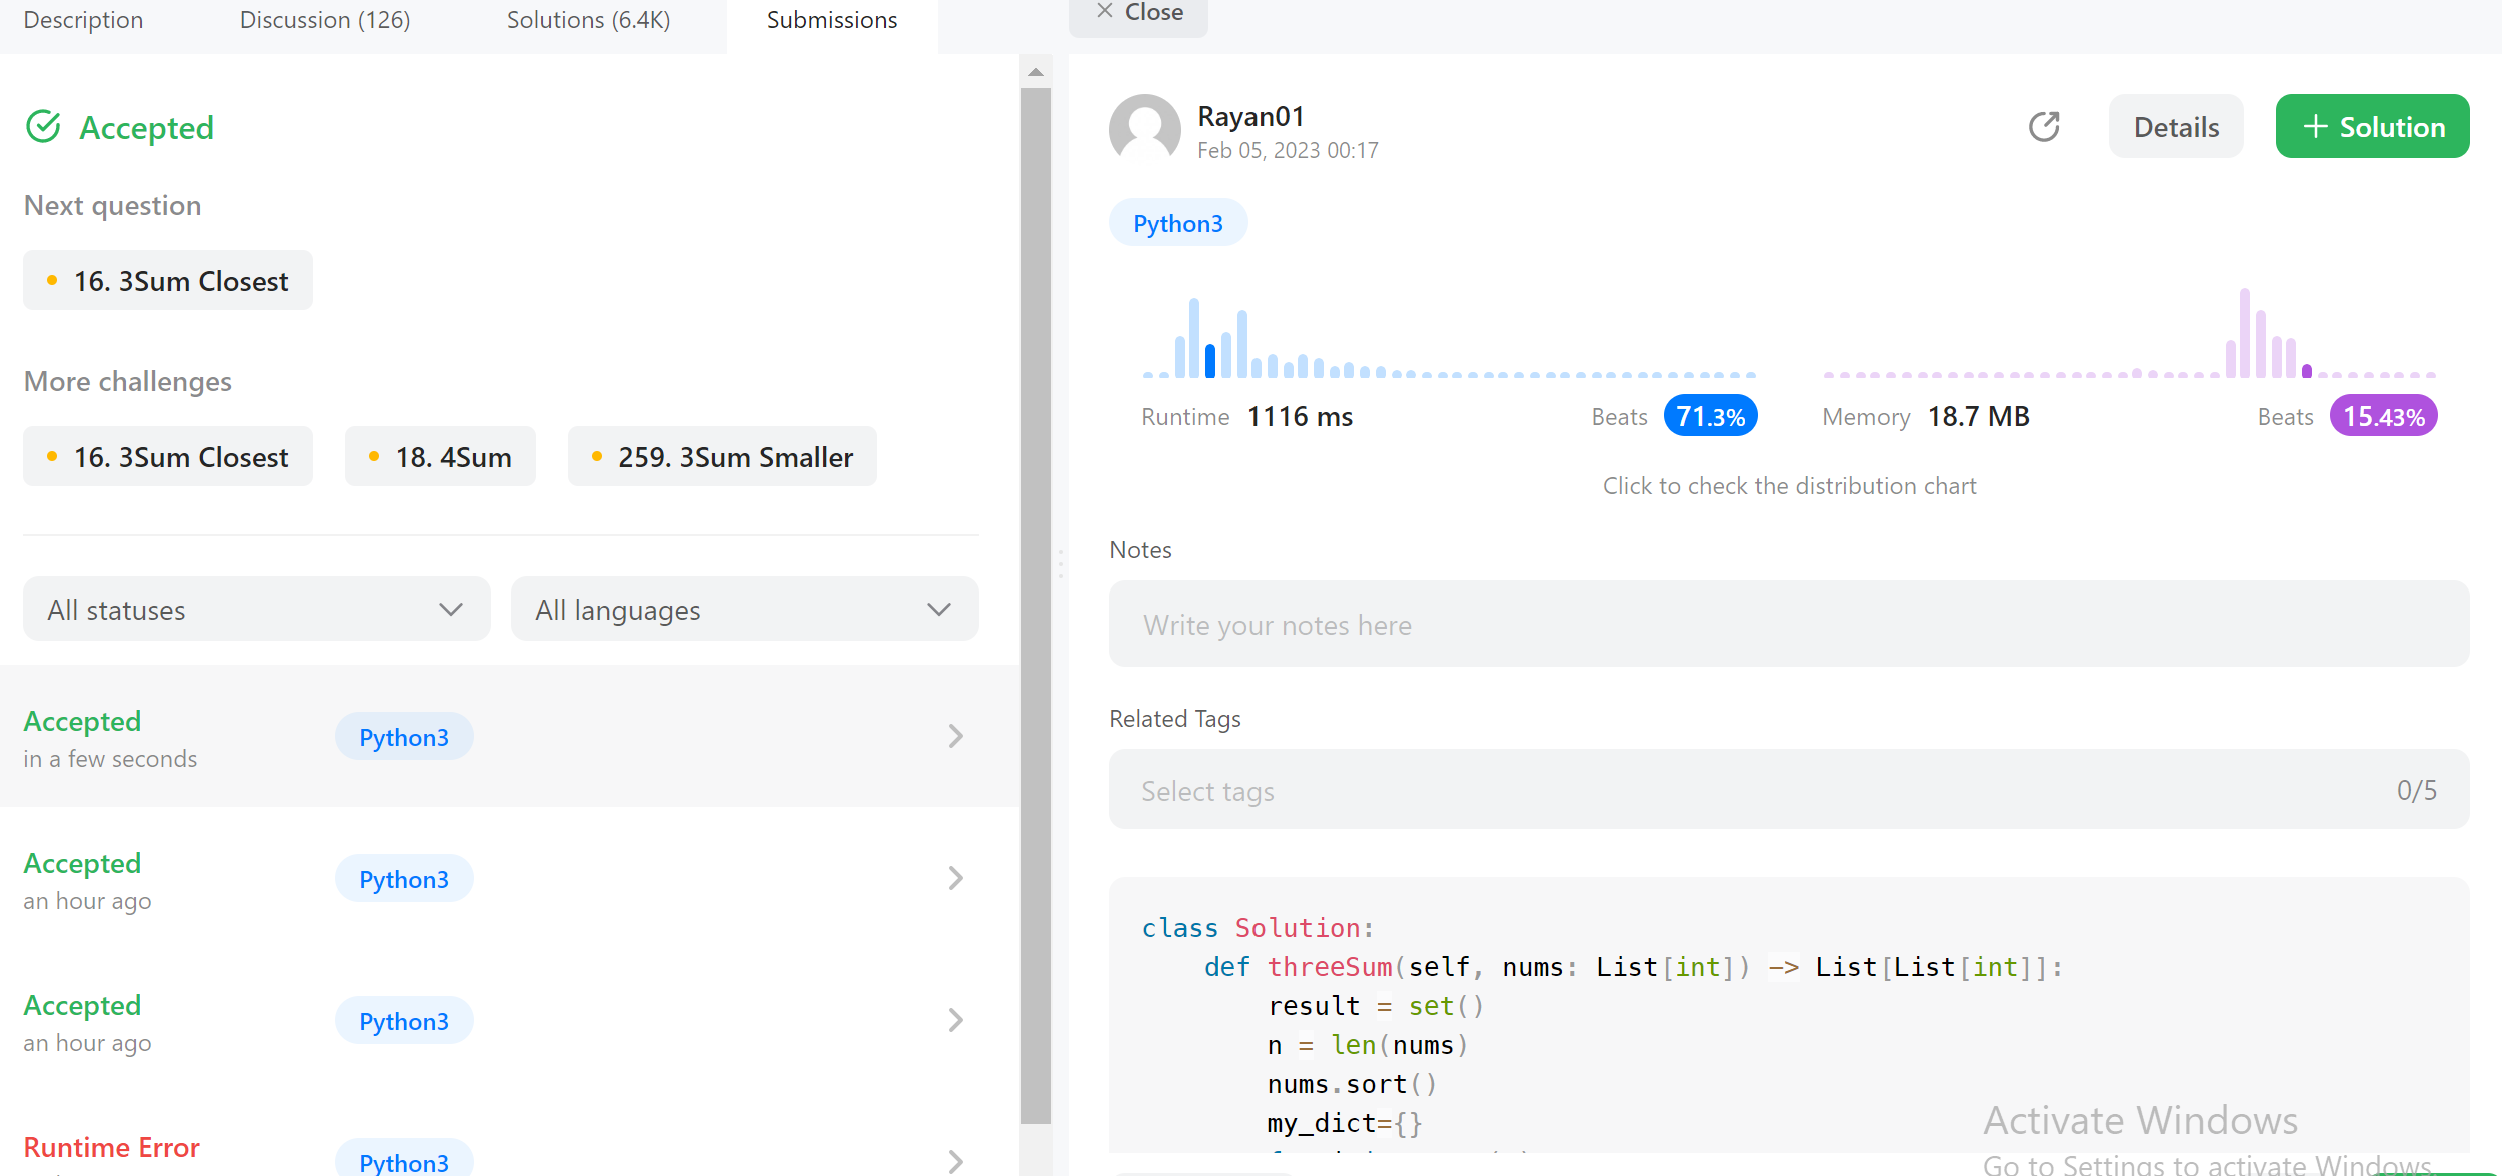 Description Discussion (126) Solutions (6.4K) Submissions
Close
Accepted
Next question
16. 3Sum Closest
More challenges
16. 3Sum Closest 18. 4Sum 259. 3Sum Smaller
All statuses All languages
Accepted Python3
in a few seconds
Accepted Python3
an hour ago
Accepted Python3
an hour ago
Runtime Error Python3
Rayan01
Feb 05, 2023 00:17
Details + Solution
Python3
Runtime 1116 ms Beats 71.3% Memory 18.7 MB Beats 15.43%
Click to check the distribution chart
Notes
Write your notes here
Related Tags
Select tags 0/5
class Solution:
def threeSum(self, nums: List[int]) -> List[List[int]]:
result = set()
n = len(nums)
nums.sort()
my_dict={}
Activate Windows
Go to Settings to activate Windows.